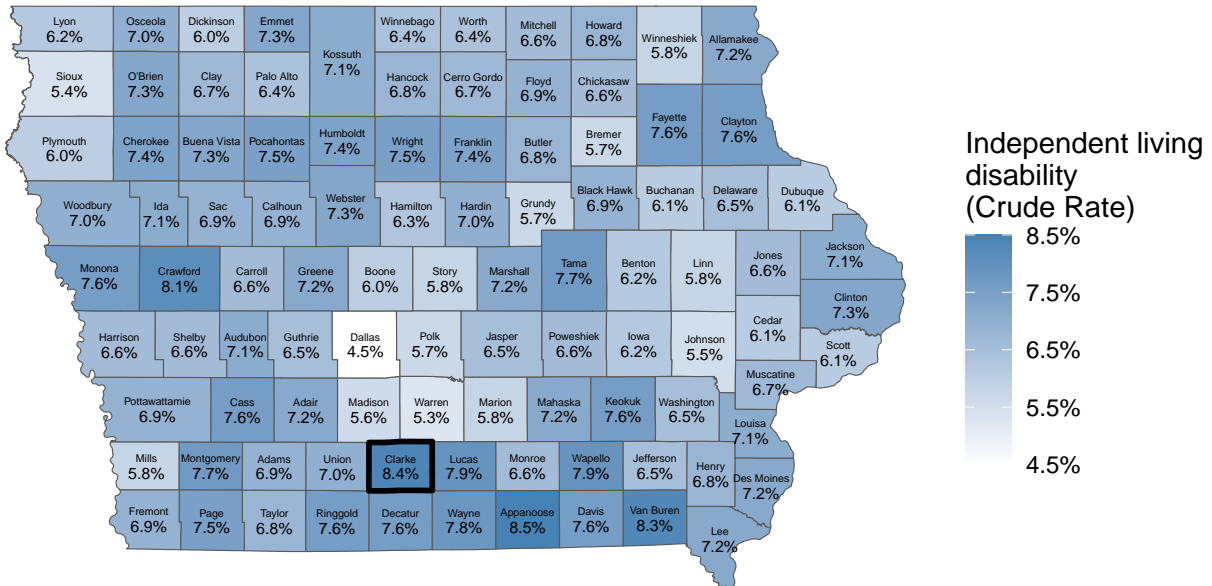 Lyon
6.2%
Osceola
7.0%
Dickinson
6.0%
Emmet
7.3%
Kossuth
7.1%
Winnebago
6.4%
Worth
6.4%
Mitchell
6.6%
Howard
6.8%
Winneshiek
5.8%
Allamakee
7.2%
Sioux
5.4%
O'Brien
7.3%
Clay
6.7%
Palo Alto
6.4%
Hancock
6.8%
Cerro Gordo
6.7%
Floyd
6.9%
Chickasaw
6.6%
Fayette
7.6%
Clayton
7.6%
Plymouth
6.0%
Cherokee
7.4%
Buena Vista
7.3%
Pocahontas
7.5%
Humboldt
7.4%
Wright
7.5%
Franklin
7.4%
Butler
6.8%
Bremer
5.7%
Woodbury
7.0%
Ida
7.1%
Sac
6.9%
Calhoun
6.9%
Webster
7.3%
Hamilton
6.3%
Hardin
7.0%
Grundy
5.7%
Black Hawk
6.9%
Buchanan
6.1%
Delaware
6.5%
Dubuque
6.1%
Monona
7.6%
Crawford
8.1%
Carroll
6.6%
Greene
7.2%
Boone
6.0%
Story
5.8%
Marshall
7.2%
Tama
7.7%
Benton
6.2%
Linn
5.8%
Jones
6.6%
Jackson
7.1%
Clinton
7.3%
Harrison
6.6%
Shelby
6.6%
Audubon
7.1%
Guthrie
6.5%
Dallas
4.5%
Polk
5.7%
Jasper
6.5%
Poweshiek
6.6%
Iowa
6.2%
Johnson
5.5%
Cedar
6.1%
Scott
6.1%
Muscatine
6.7%
Pottawattamie
6.9%
Cass
7.6%
Adair
7.2%
Madison
5.6%
Warren
5.3%
Marion
5.8%
Mahaska
7.2%
Keokuk
7.6%
Washington
6.5%
Louisa
7.1%
Mills
5.8%
Montgomery
7.7%
Adams
6.9%
Union
7.0%
Clarke
8.4%
Lucas
7.9%
Monroe
6.6%
Wapello
7.9%
Jefferson
6.5%
Henry
6.8%
Des Moines
7.2%
Fremont
6.9%
Page
7.5%
Taylor
6.8%
Ringgold
7.6%
Decatur
7.6%
Wayne
7.8%
Appanoose
8.5%
Davis
7.6%
Van Buren
8.3%
Lee
7.2%
Independent living
disability
(Crude Rate)
8.5%
7.5%
6.5%
5.5%
4.5%